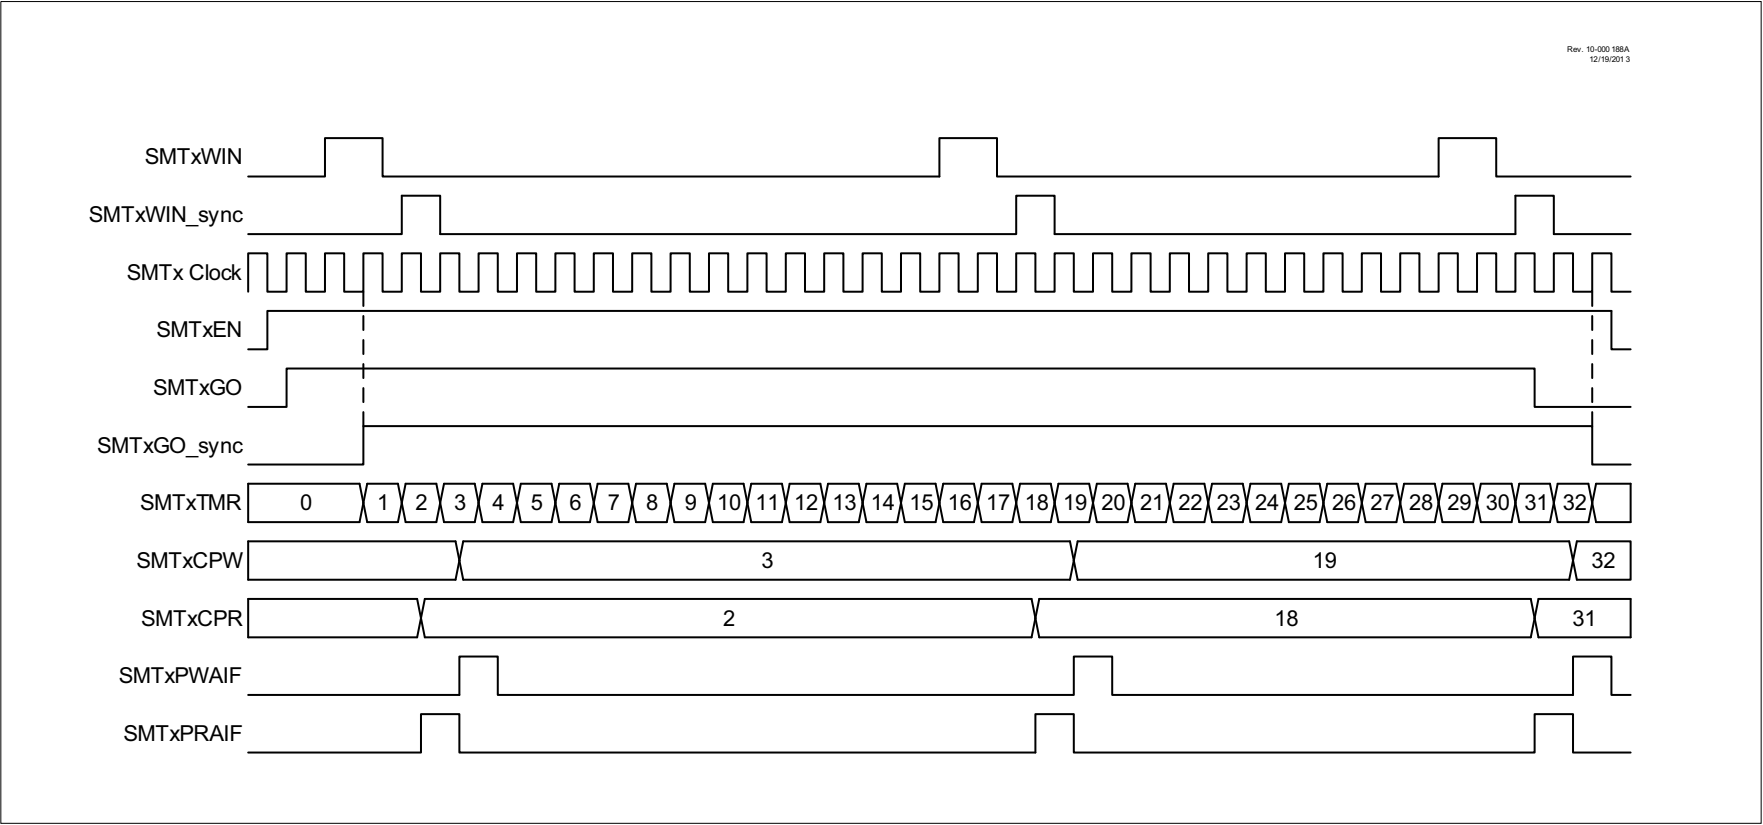 Rev. 10-000 188A
12/19/201 3
SMTxWIN
SMTxWIN_sync
SMTx Clock
SMTxEN
SMTxGO
SMTxGO_sync
SMTxTMR 0 1 2 3 4 5 6 7 8 9 10 11 12 13 14 15 16 17 18 19 20 21 22 23 24 25 26 27 28 29 30 31 32
SMTxCPW 3 19 32
SMTxCPR 2 18 31
SMTxPWAIF
SMTxPRAIF